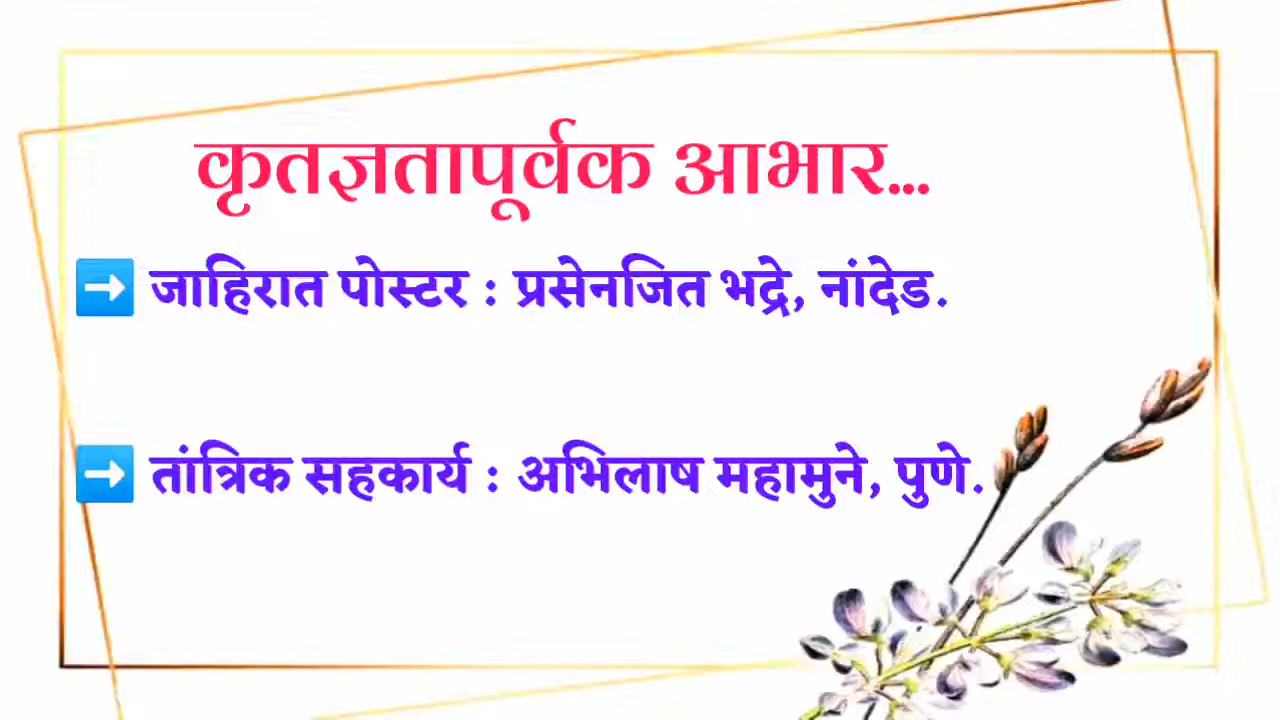 कृतज्ञतापूर्वक आभार...
➡️ जाहिरात पोस्टर : प्रसेनजित भद्रे, नांदेड.
➡️ तांत्रिक सहकार्य : अभिलाष महामुने, पुणे.